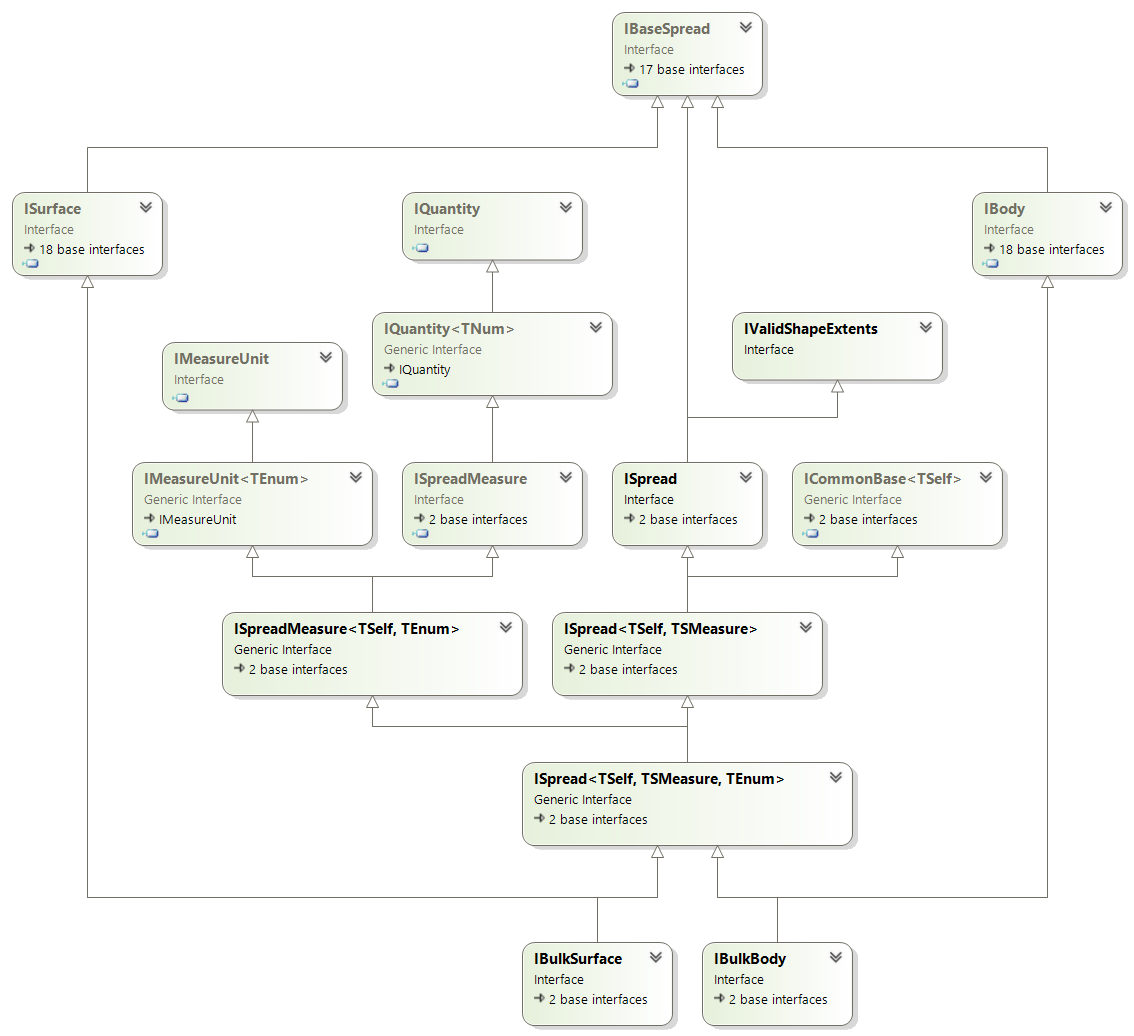 IBaseSpread
Interface
17 base interfaces
ISurface
Interface
18 base interfaces
IQuantity
Interface
IBody
Interface
18 base interfaces
IQuantity<TNum>
Generic Interface
IQuantity
IValidShapeExtents
Interface
IMeasureUnit
Interface
IMeasureUnit<TEnum>
Generic Interface
IMeasureUnit
ISpreadMeasure
Interface
2 base interfaces
ISpread
Interface
2 base interfaces
ICommonBase<TSelf>
Generic Interface
2 base interfaces
ISpreadMeasure<TSelf, TEnum>
Generic Interface
2 base interfaces
ISpread<TSelf, TSMeasure>
Generic Interface
2 base interfaces
ISpread<TSelf, TSMeasure, TEnum>
Generic Interface
2 base interfaces
IBulkSurface
Interface
2 base interfaces
IBulkBody
Interface
2 base interfaces